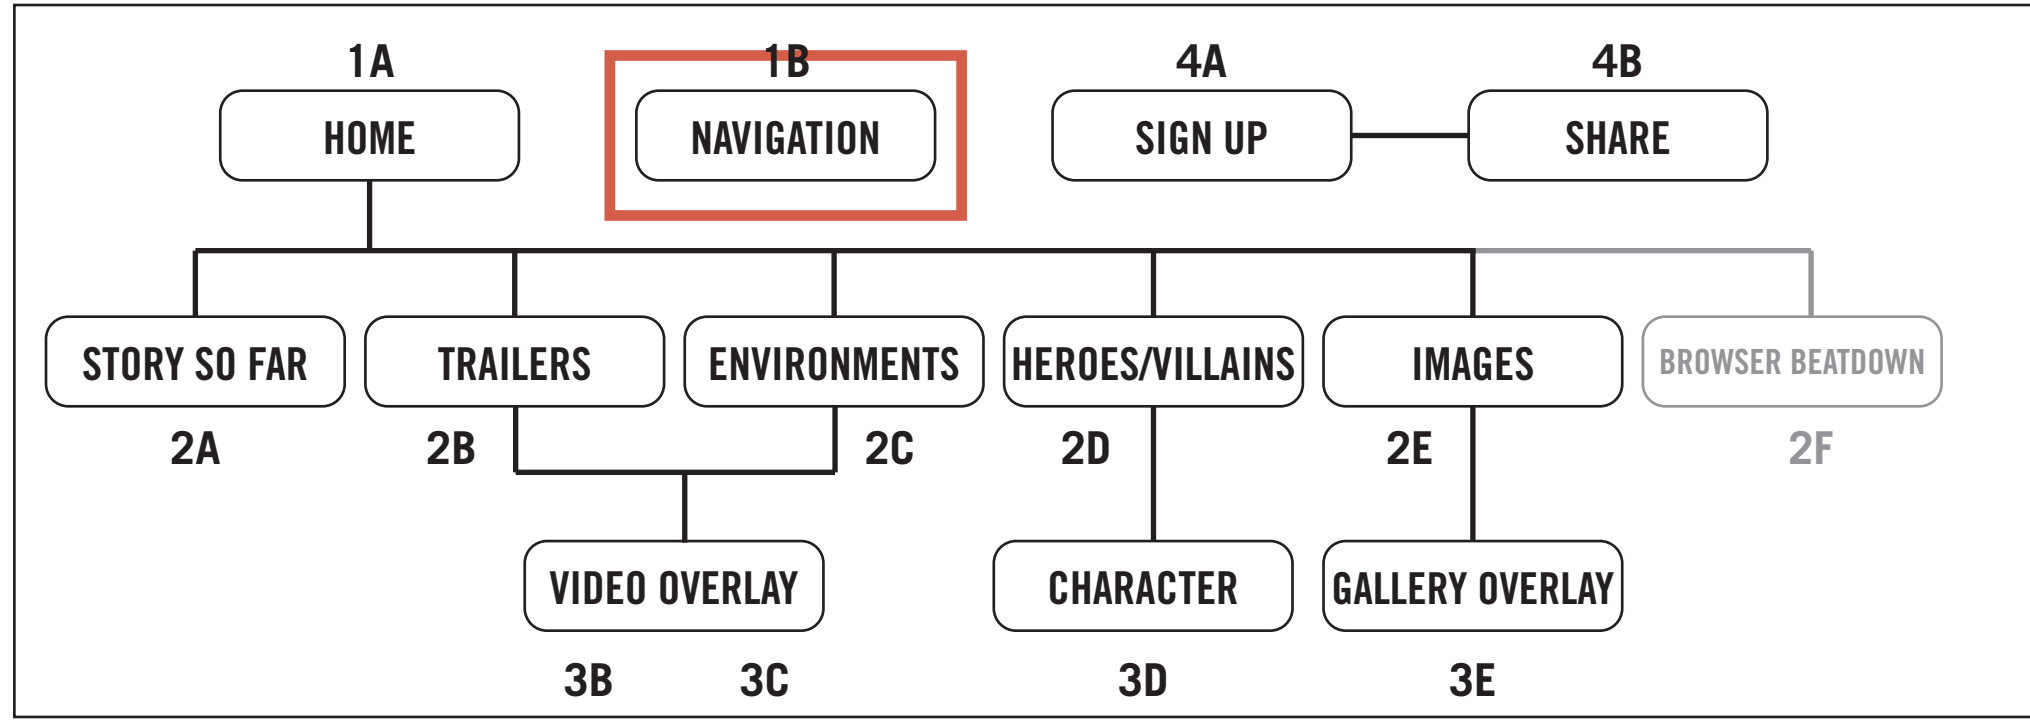 1A
1B
4A
4B
HOME
NAVIGATION
SIGN UP
SHARE
STORY SO FAR
TRAILERS
ENVIRONMENTS
HEROES/VILLAINS
IMAGES
BROWSER BEATDOWN
2A
2B
2C
2D
2E
2F
VIDEO OVERLAY
CHARACTER
GALLERY OVERLAY
3B
3C
3D
3E